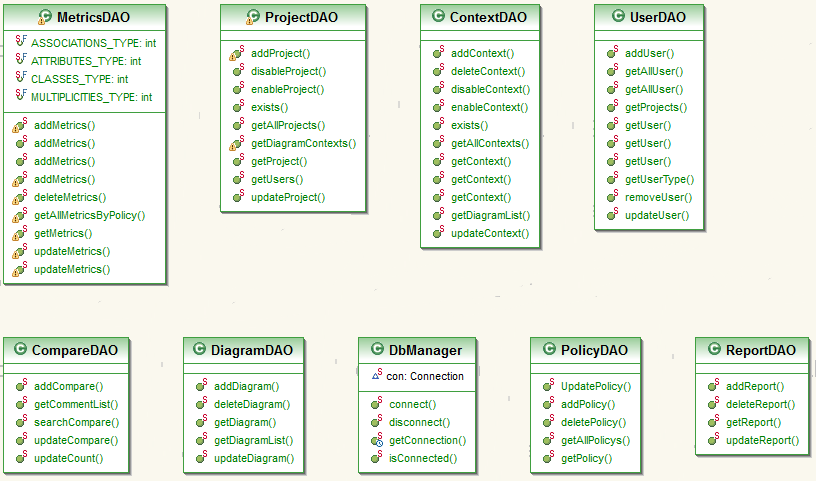 MetricsDAO
ASSOCIATIONS_TYPE: int
ATTRIBUTES_TYPE: int
CLASSES_TYPE: int
MULTIPLICITIES_TYPE: int
addMetrics()
addMetrics()
addMetrics()
addMetrics()
deleteMetrics()
getAllMetricsByPolicy()
getMetrics()
updateMetrics()
updateMetrics()
ProjectDAO
addProject()
disableProject()
enableProject()
exists()
getAllProjects()
getDiagramContexts()
getProject()
getUsers()
updateProject()
ContextDAO
addContext()
deleteContext()
disableContext()
enableContext()
exists()
getAllContexts()
getContext()
getContext()
getContext()
getDiagramList()
updateContext()
UserDAO
addUser()
getAllUser()
getAllUser()
getProjects()
getUser()
getUser()
getUser()
getUserType()
removeUser()
updateUser()
CompareDAO
addCompare()
getCommentList()
searchCompare()
updateCompare()
updateCount()
DiagramDAO
addDiagram()
deleteDiagram()
getDiagram()
getDiagramList()
updateDiagram()
DbManager
con: Connection
connect()
disconnect()
getConnection()
isConnected()
PolicyDAO
UpdatePolicy()
addPolicy()
deletePolicy()
getAllPolicys()
getPolicy()
ReportDAO
addReport()
deleteReport()
getReport()
updateReport()